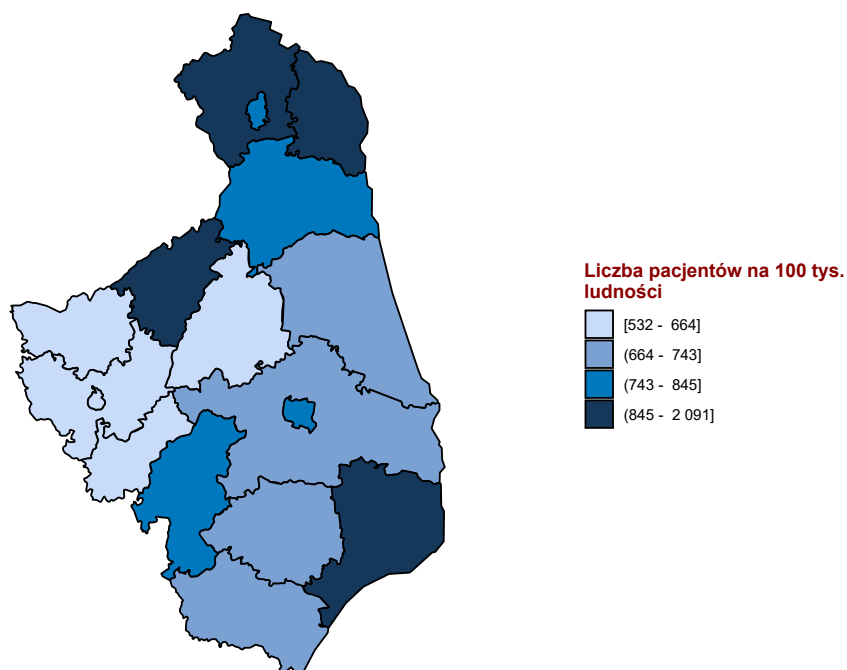 Liczba pacjentów na 100 tys.
ludności
[532 - 664]
(664 - 743]
(743 - 845]
(845 - 2 091]